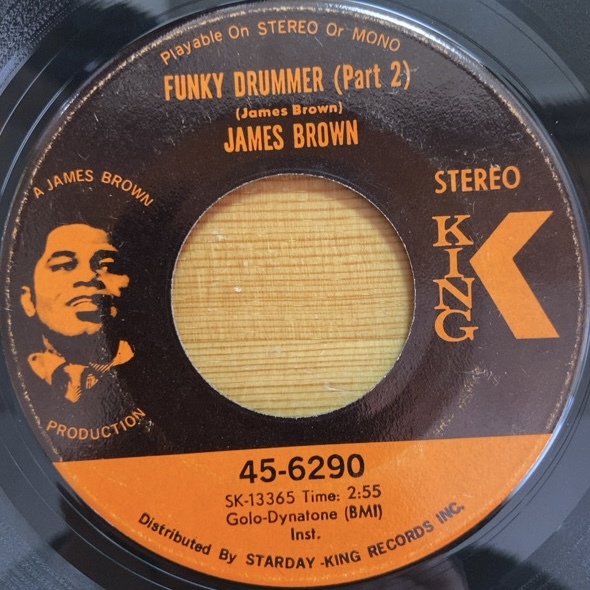 Playable On STEREO Or MONO
FUNKY DRUMMER (Part 2)
(James Brown)
JAMES BROWN
A JAMES BROWN
PRODUCTION
STEREO
KING
45-6290
SK-13365 Time: 2:55
Golo-Dynatone (BMI)
Inst.
Distributed By STARDAY-KING RECORDS INC.